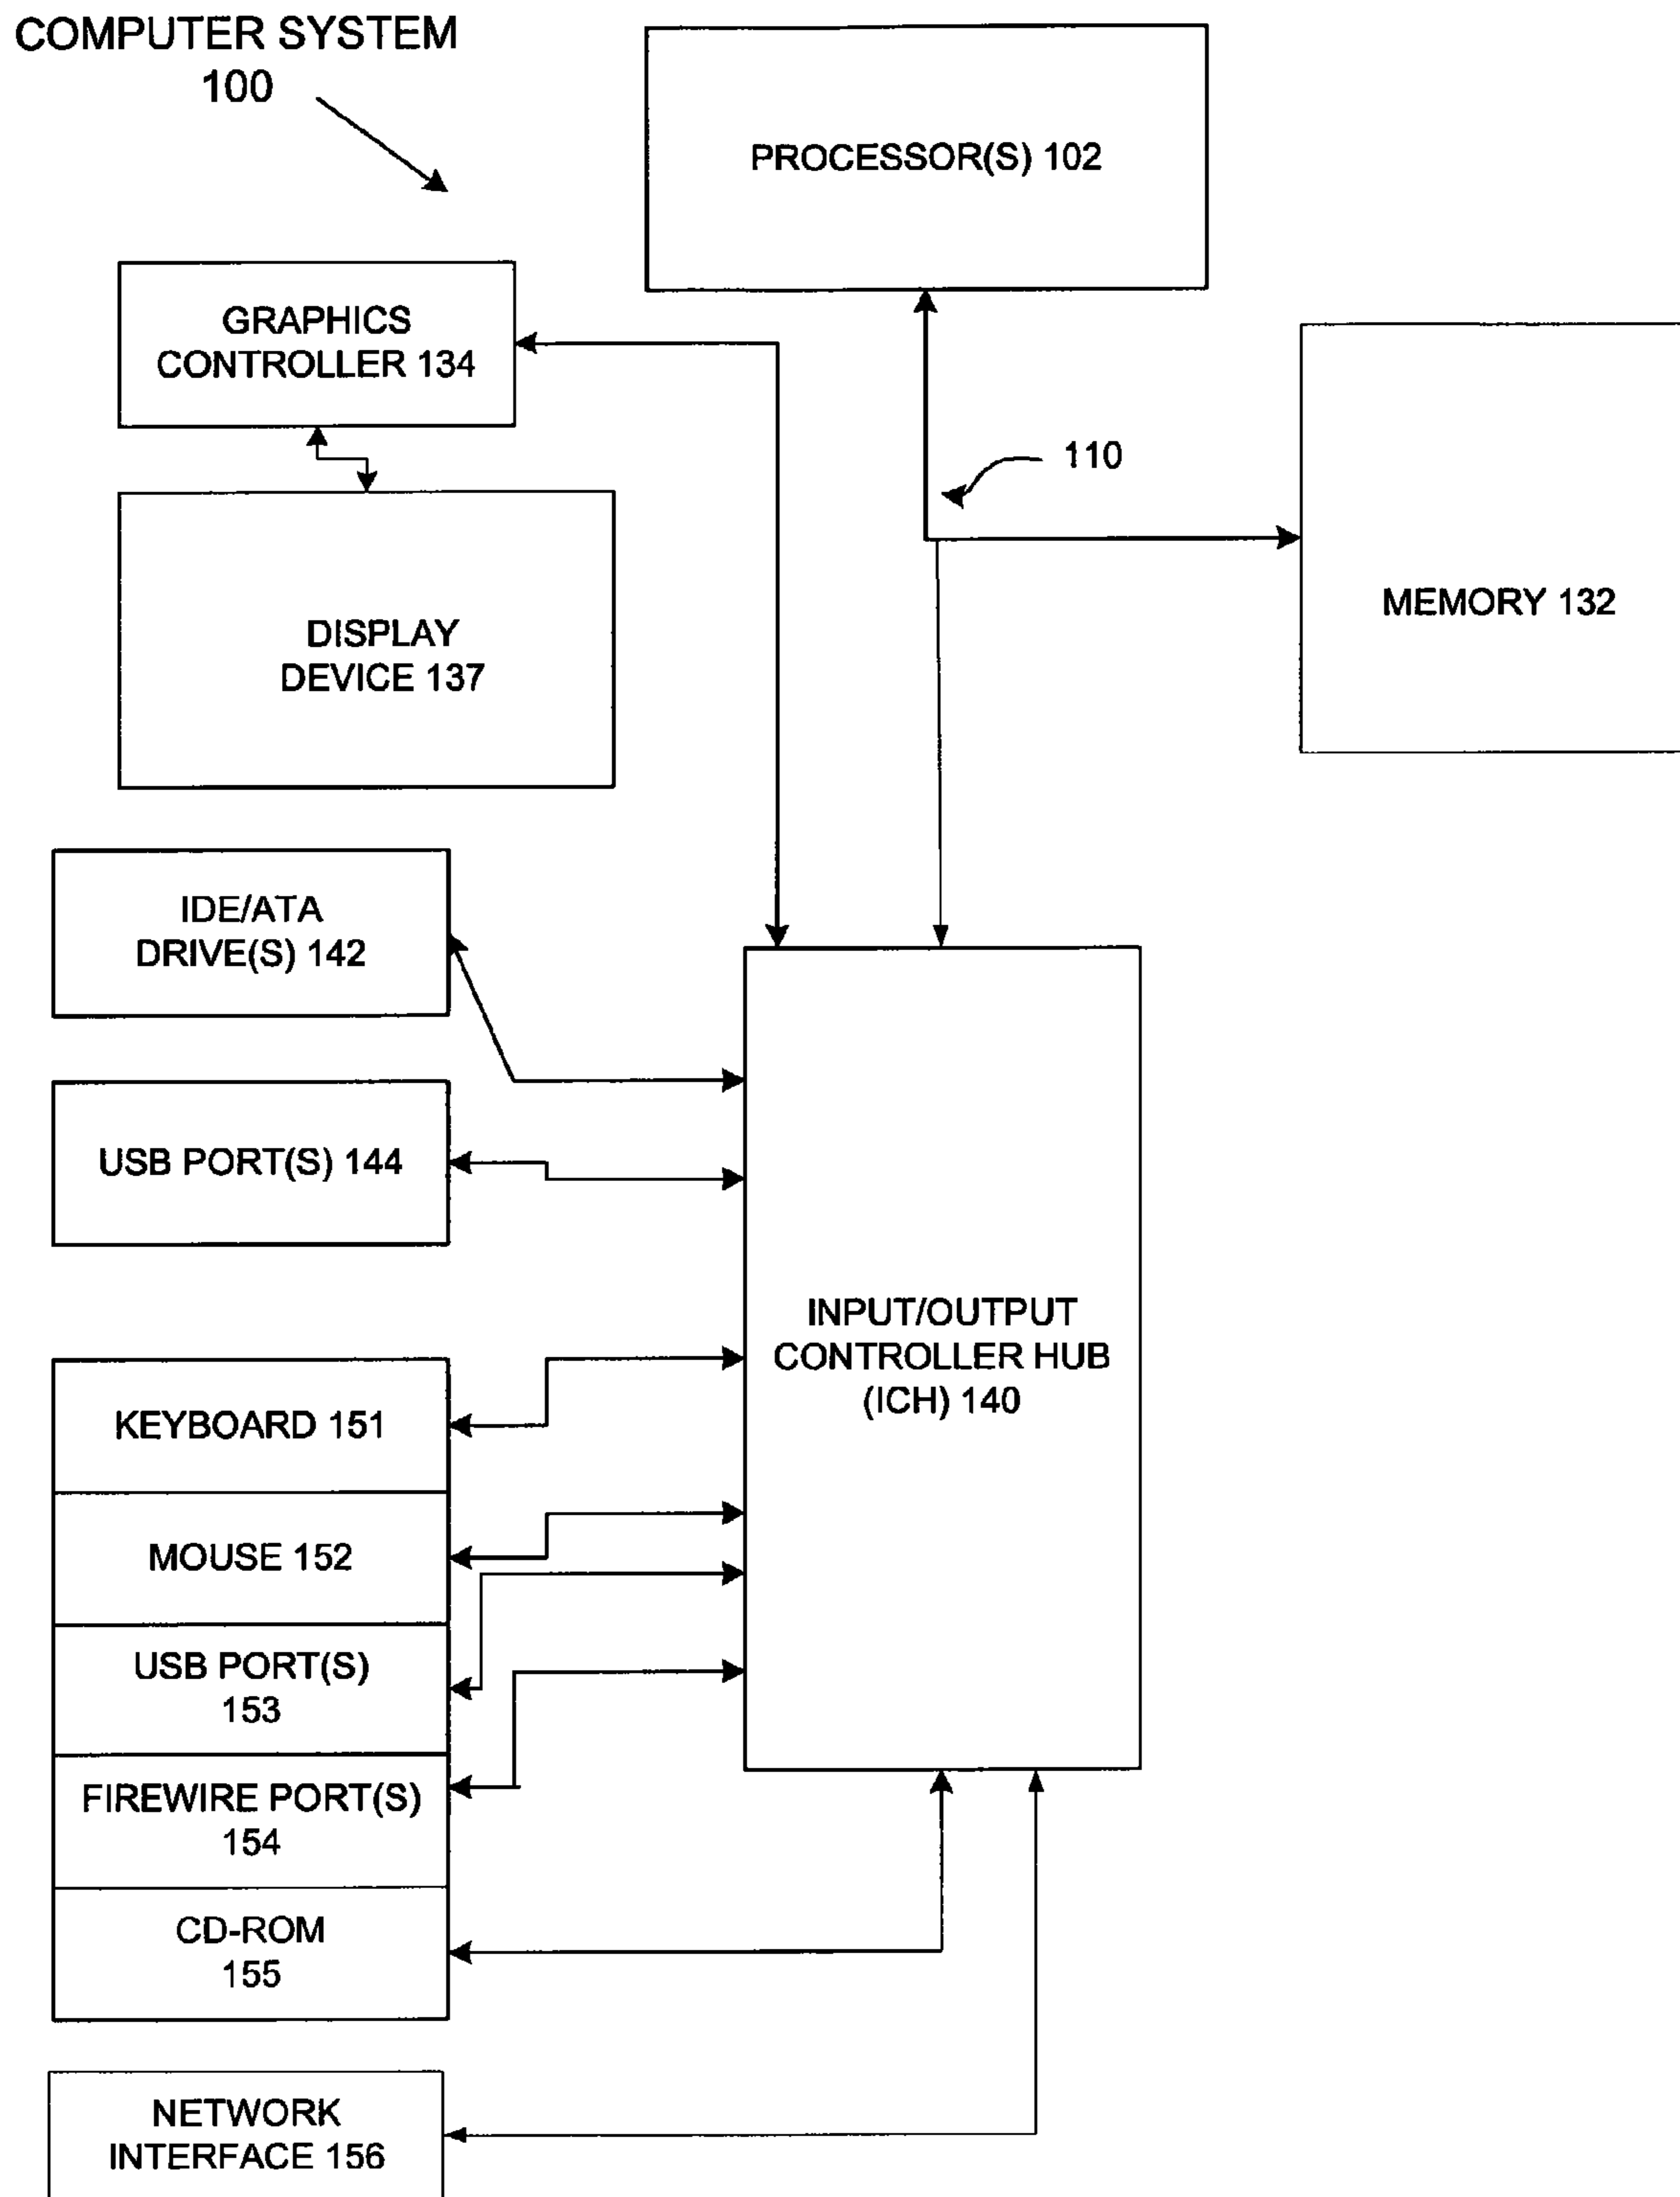 COMPUTER SYSTEM
100
PROCESSOR(S) 102
GRAPHICS
CONTROLLER 134
110
MEMORY 132
DISPLAY
DEVICE 137
IDE/ATA
DRIVE(S) 142
USB PORT(S) 144
INPUT/OUTPUT
CONTROLLER HUB
(ICH) 140
KEYBOARD 151
MOUSE 152
USB PORT(S)
153
FIREWIRE PORT(S)
154
CD-ROM
155
NETWORK
INTERFACE 156